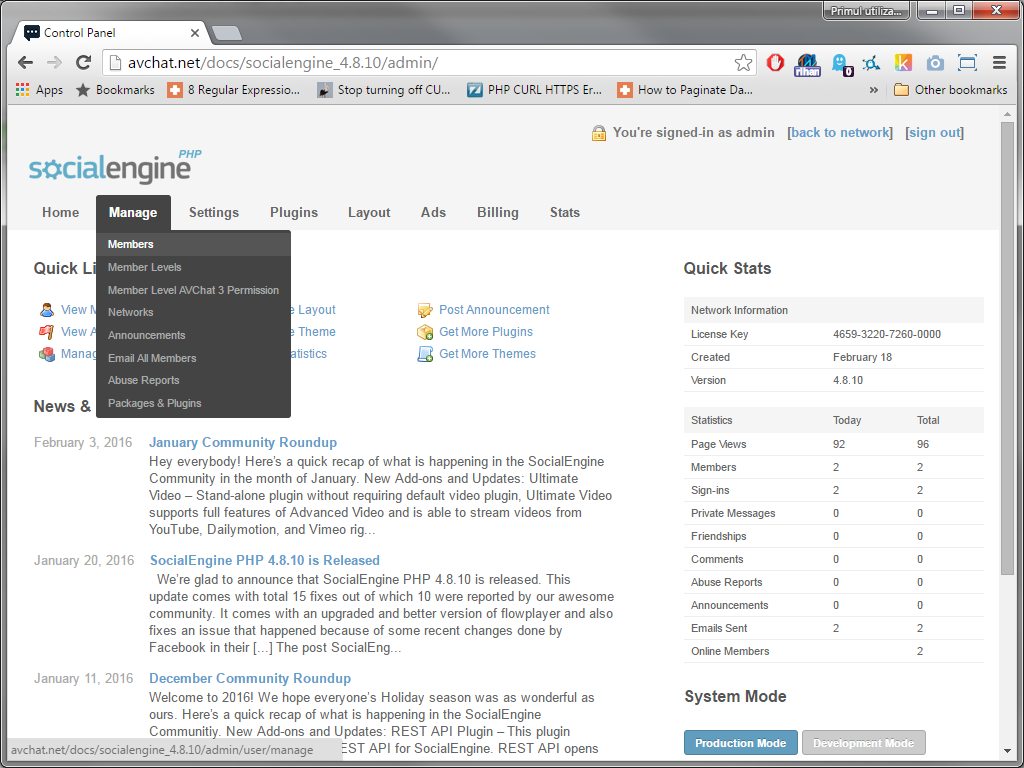 Primul utiliza...
Control Panel
avchat.net/docs/socialengine_4.8.10/admin/
rihan
0
Apps
Bookmarks
8 Regular Expressio...
Stop turning off CU...
PHP CURL HTTPS Er...
How to Paginate Da...
»
Other bookmarks
You're signed-in as admin [back to network] [sign out]
socialengine PHP
Home
Manage
Settings
Plugins
Layout
Ads
Billing
Stats
Members
Member Levels
Member Level AVChat 3 Permission
Networks
Announcements
Email All Members
Abuse Reports
Packages & Plugins
Quick Li
View M
e Layout
Post Announcement
View A
e Theme
Get More Plugins
Manag
atistics
Get More Themes
News &
February 3, 2016
January Community Roundup
Hey everybody! Here's a quick recap of what is happening in the SocialEngine
Community in the month of January. New Add-ons and Updates: Ultimate
Video – Stand-alone plugin without requiring default video plugin, Ultimate Video
supports full features of Advanced Video and is able to stream videos from
YouTube, Dailymotion, and Vimeo rig...
January 20, 2016
SocialEngine PHP 4.8.10 is Released
We're glad to announce that SocialEngine PHP 4.8.10 is released. This
update comes with total 15 fixes out of which 10 were reported by our awesome
community. It comes with an upgraded and better version of flowplayer and also
fixes an issue that happened because of some recent changes done by
Facebook in their [...] The post SocialEng...
January 11, 2016
December Community Roundup
Welcome to 2016! We hope everyone's Holiday season was as wonderful as
ours. Here's a quick recap of what is happening in the SocialEngine
Commuintiy. New Add-ons and Updates: REST API Plugin – This plugin
EST API for SocialEngine. REST API opens
Quick Stats
Network Information
License Key 4659-3220-7260-0000
Created February 18
Version 4.8.10
Statistics Today Total
Page Views 92 96
Members 2 2
Sign-ins 2 2
Private Messages 0 0
Friendships 0 0
Comments 0 0
Abuse Reports 0 0
Announcements 0 0
Emails Sent 2 2
Online Members 2
System Mode
Production Mode
Development Mode
avchat.net/docs/socialengine_4.8.10/admin/user/manage